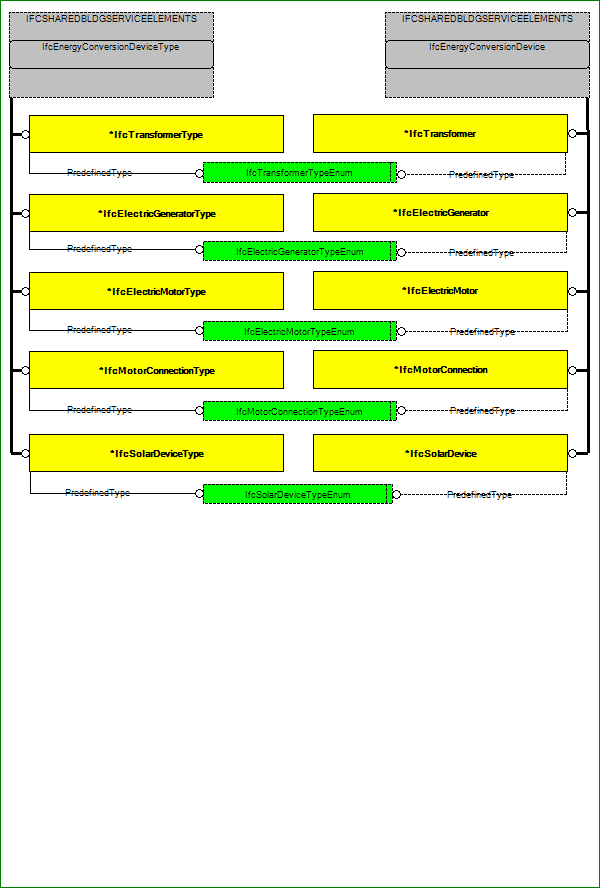 IFCSHAREDBLDGSERVICEELEMENTS
IFCSHAREDBLDGSERVICEELEMENTS
IfcEnergyConversionDeviceType
IfcEnergyConversionDevice
*IfcTransformerType
*IfcTransformer
PredefinedType
IfcTransformerTypeEnum
PredefinedType
*IfcElectricGeneratorType
*IfcElectricGenerator
PredefinedType
IfcElectricGeneratorTypeEnum
PredefinedType
*IfcElectricMotorType
*IfcElectricMotor
PredefinedType
IfcElectricMotorTypeEnum
PredefinedType
*IfcMotorConnectionType
*IfcMotorConnection
PredefinedType
IfcMotorConnectionTypeEnum
PredefinedType
*IfcSolarDeviceType
*IfcSolarDevice
PredefinedType
IfcSolarDeviceTypeEnum
PredefinedType